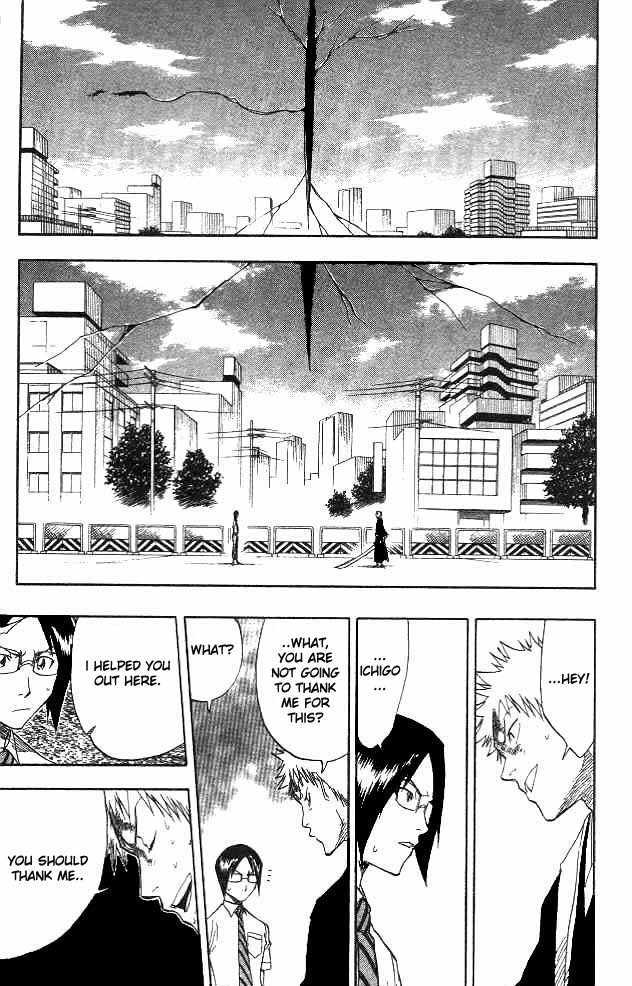 ...HEY!
...
ICHIGO
...
..WHAT,
YOU ARE
NOT
GOING
TO THANK
ME FOR
THIS?
WHAT?
I HELPED YOU
OUT HERE.
YOU SHOULD
THANK ME..